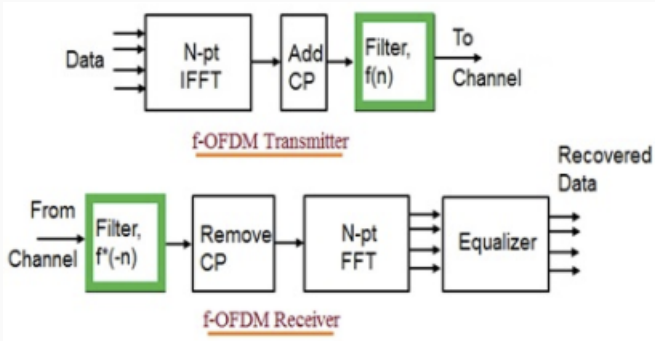 Data
N-pt
IFFT
Add
CP
Filter,
f(n)
To
Channel
f-OFDM Transmitter
From
Channel
Filter,
f*(-n)
Remove
CP
N-pt
FFT
Equalizer
Recovered
Data
f-OFDM Receiver